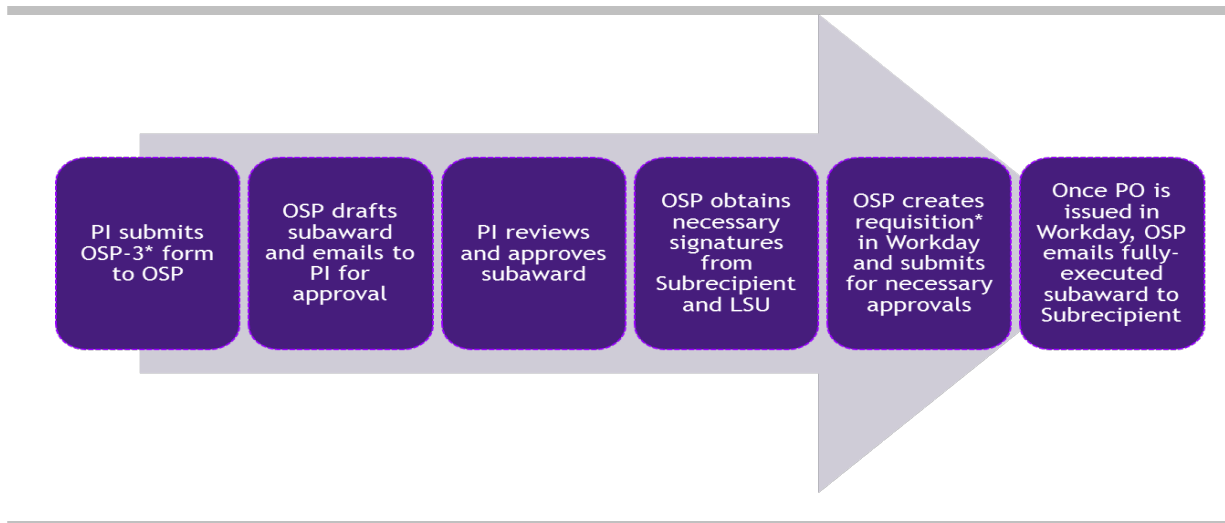 PI submits
OSP-3* form
to OSP
OSP drafts
subaward
and emails to
PI for
approval
PI reviews
and approves
subaward
OSP obtains
necessary
signatures
from
Subrecipient
and LSU
OSP creates
requisition*
in Workday
and submits
for necessary
approvals
Once PO is
issued in
Workday, OSP
emails fully-
executed
subaward to
Subrecipient